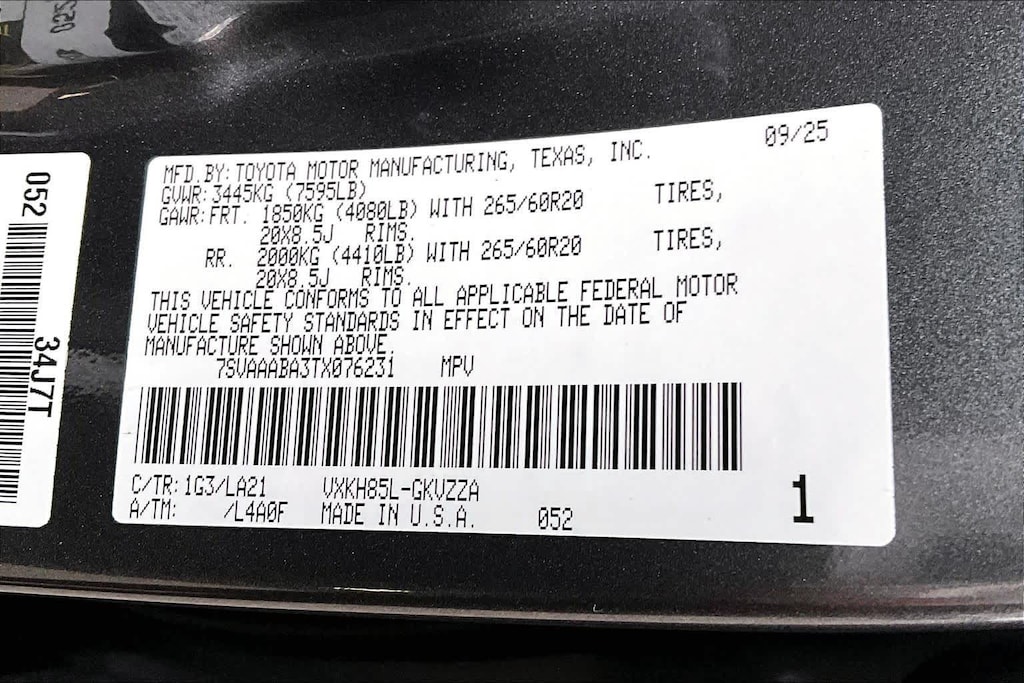 052
34J7T
MFD.BY:TOYOTA MOTOR MANUFACTURING, TEXAS, INC. 09/25
GVWR:3445KG (7595LB)
GAWR:FRT. 1850KG (4080LB) WITH 265/60R20 TIRES,
20X8.5J RIMS.
RR. 2000KG (4410LB) WITH 265/60R20 TIRES,
20X8.5J RIMS.
THIS VEHICLE CONFORMS TO ALL APPLICABLE FEDERAL MOTOR
VEHICLE SAFETY STANDARDS IN EFFECT ON THE DATE OF
MANUFACTURE SHOWN ABOVE.
7SVAAABA3TX076231 MPV
C/TR:1G3/LA21 VXKH85L-GKVZZA
A/TM: /L4A0F MADE IN U.S.A. 052
1